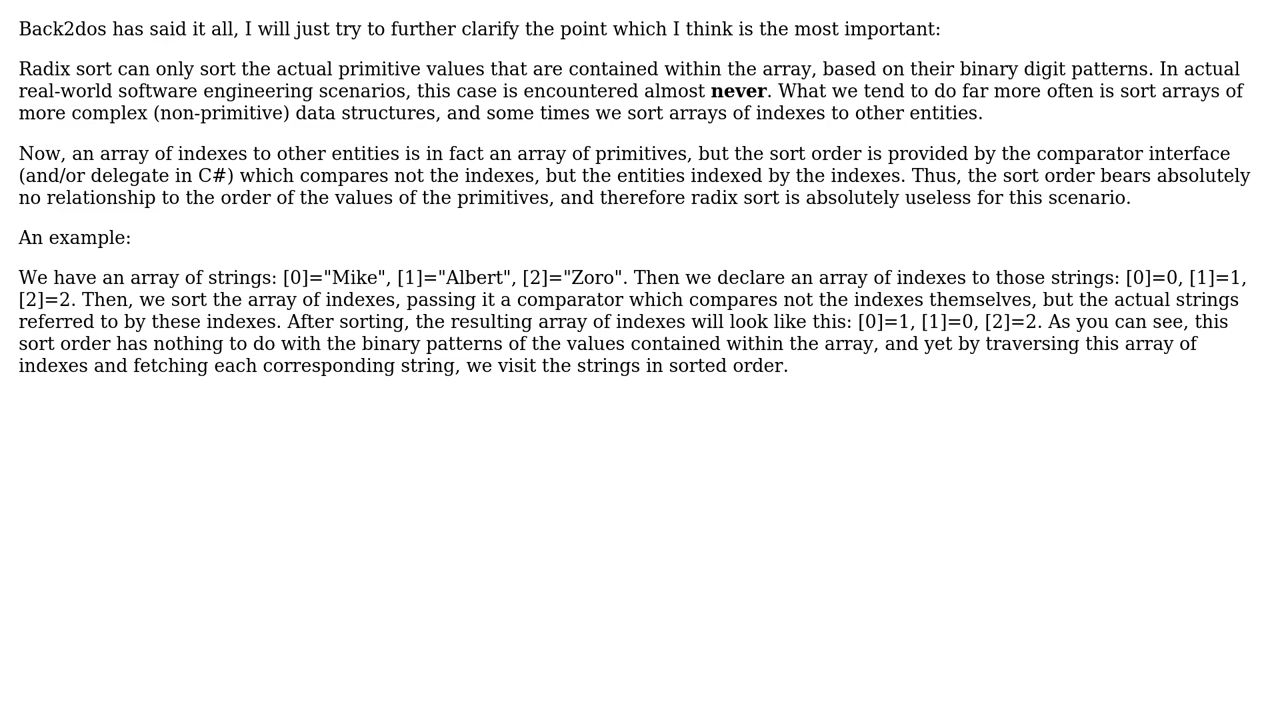 Back2dos has said it all, I will just try to further clarify the point which I think is the most important:
Radix sort can only sort the actual primitive values that are contained within the array, based on their binary digit patterns. In actual
real-world software engineering scenarios, this case is encountered almost never. What we tend to do far more often is sort arrays of
more complex (non-primitive) data structures, and some times we sort arrays of indexes to other entities.
Now, an array of indexes to other entities is in fact an array of primitives, but the sort order is provided by the comparator interface
(and/or delegate in C#) which compares not the indexes, but the entities indexed by the indexes. Thus, the sort order bears absolutely
no relationship to the order of the values of the primitives, and therefore radix sort is absolutely useless for this scenario.
An example:
We have an array of strings: [0]="Mike", [1]="Albert", [2]="Zoro". Then we declare an array of indexes to those strings: [0]=0, [1]=1,
[2]=2. Then, we sort the array of indexes, passing it a comparator which compares not the indexes themselves, but the actual strings
referred to by these indexes. After sorting, the resulting array of indexes will look like this: [0]=1, [1]=0, [2]=2. As you can see, this
sort order has nothing to do with the binary patterns of the values contained within the array, and yet by traversing this array of
indexes and fetching each corresponding string, we visit the strings in sorted order.